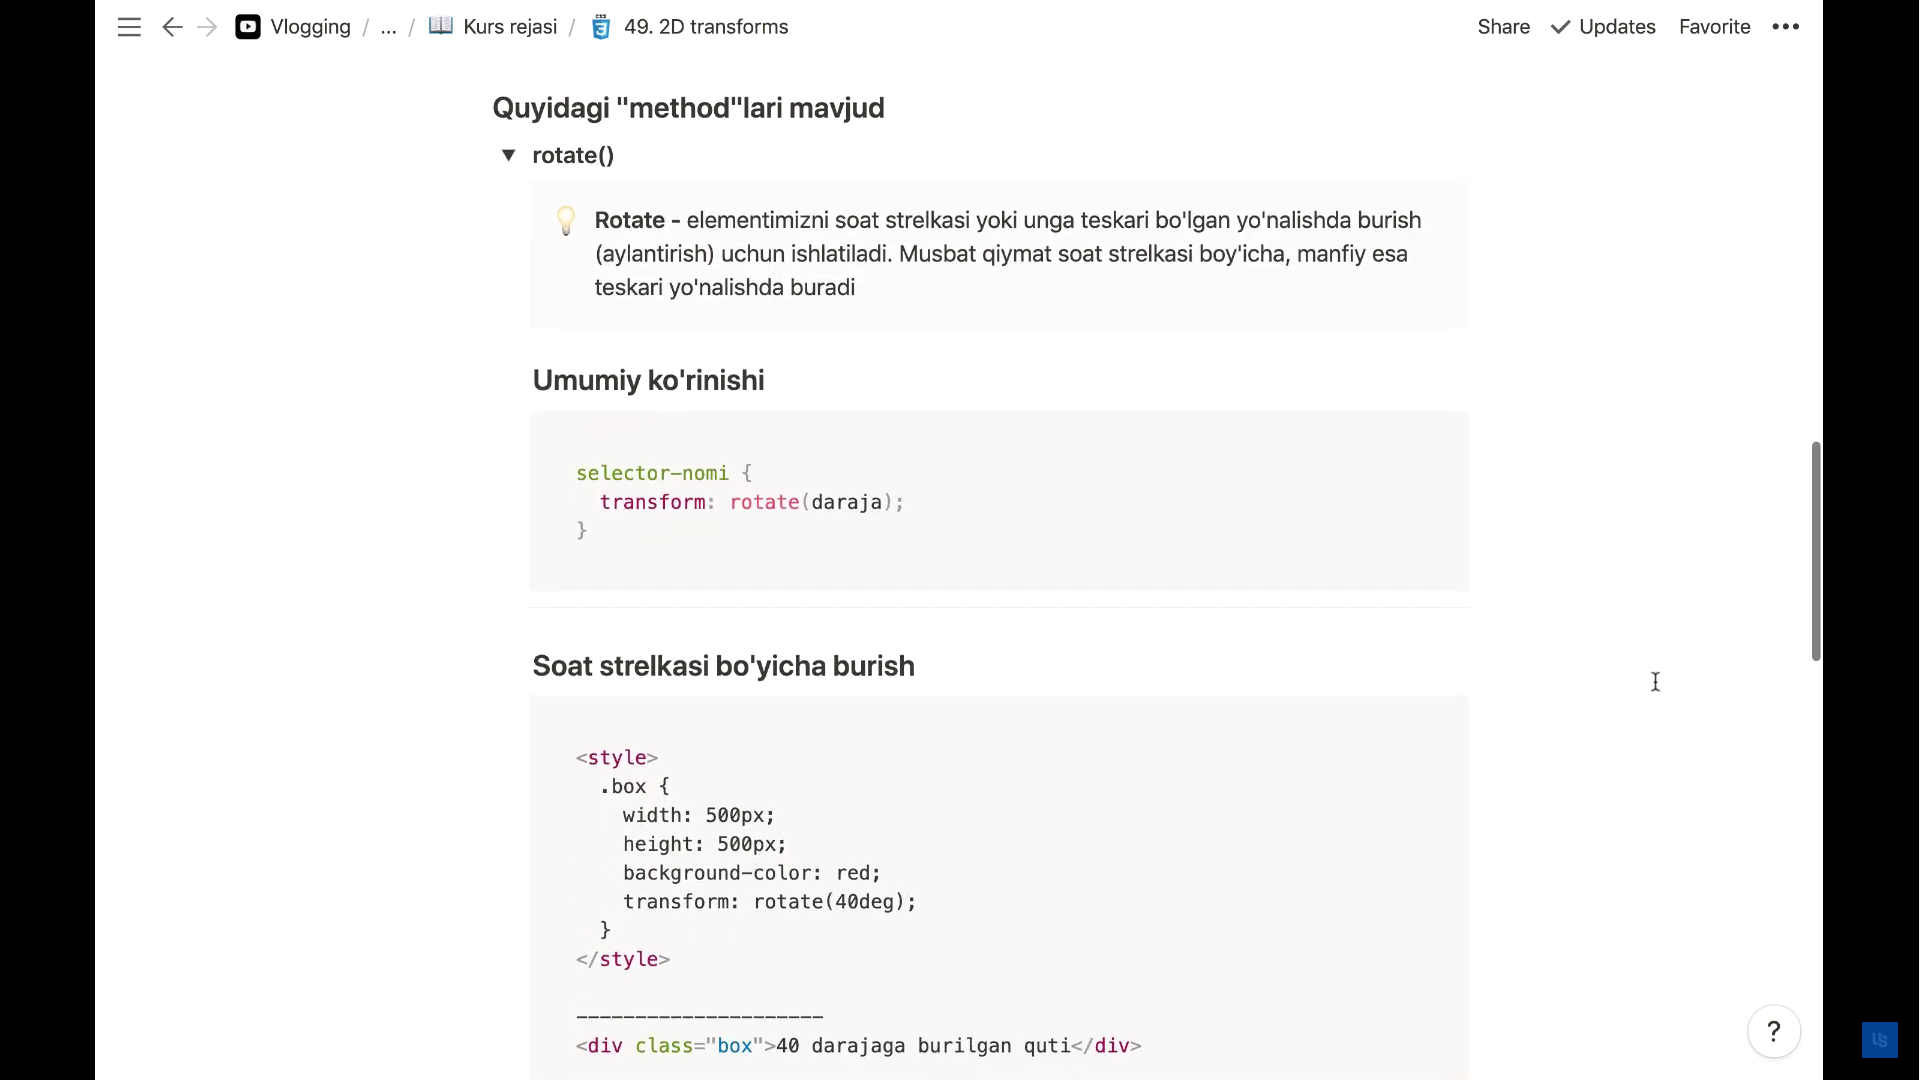 Vlogging / ... / Kurs rejasi / 49. 2D transforms
Share Updates Favorite
Quyidagi "method"lari mavjud
rotate()
Rotate - elementimizni soat strelkasi yoki unga teskari bo'lgan yo'nalishda burish
(aylantirish) uchun ishlatiladi. Musbat qiymat soat strelkasi boy'icha, manfiy esa
teskari yo'nalishda buradi
Umumiy ko'rinishi
selector-nomi {
  transform: rotate(daraja);
}
Soat strelkasi bo'yicha burish
<style>
  .box {
    width: 500px;
    height: 500px;
    background-color: red;
    transform: rotate(40deg);
  }
</style>
_____________________
<div class="box">40 darajaga burilgan quti</div>
?